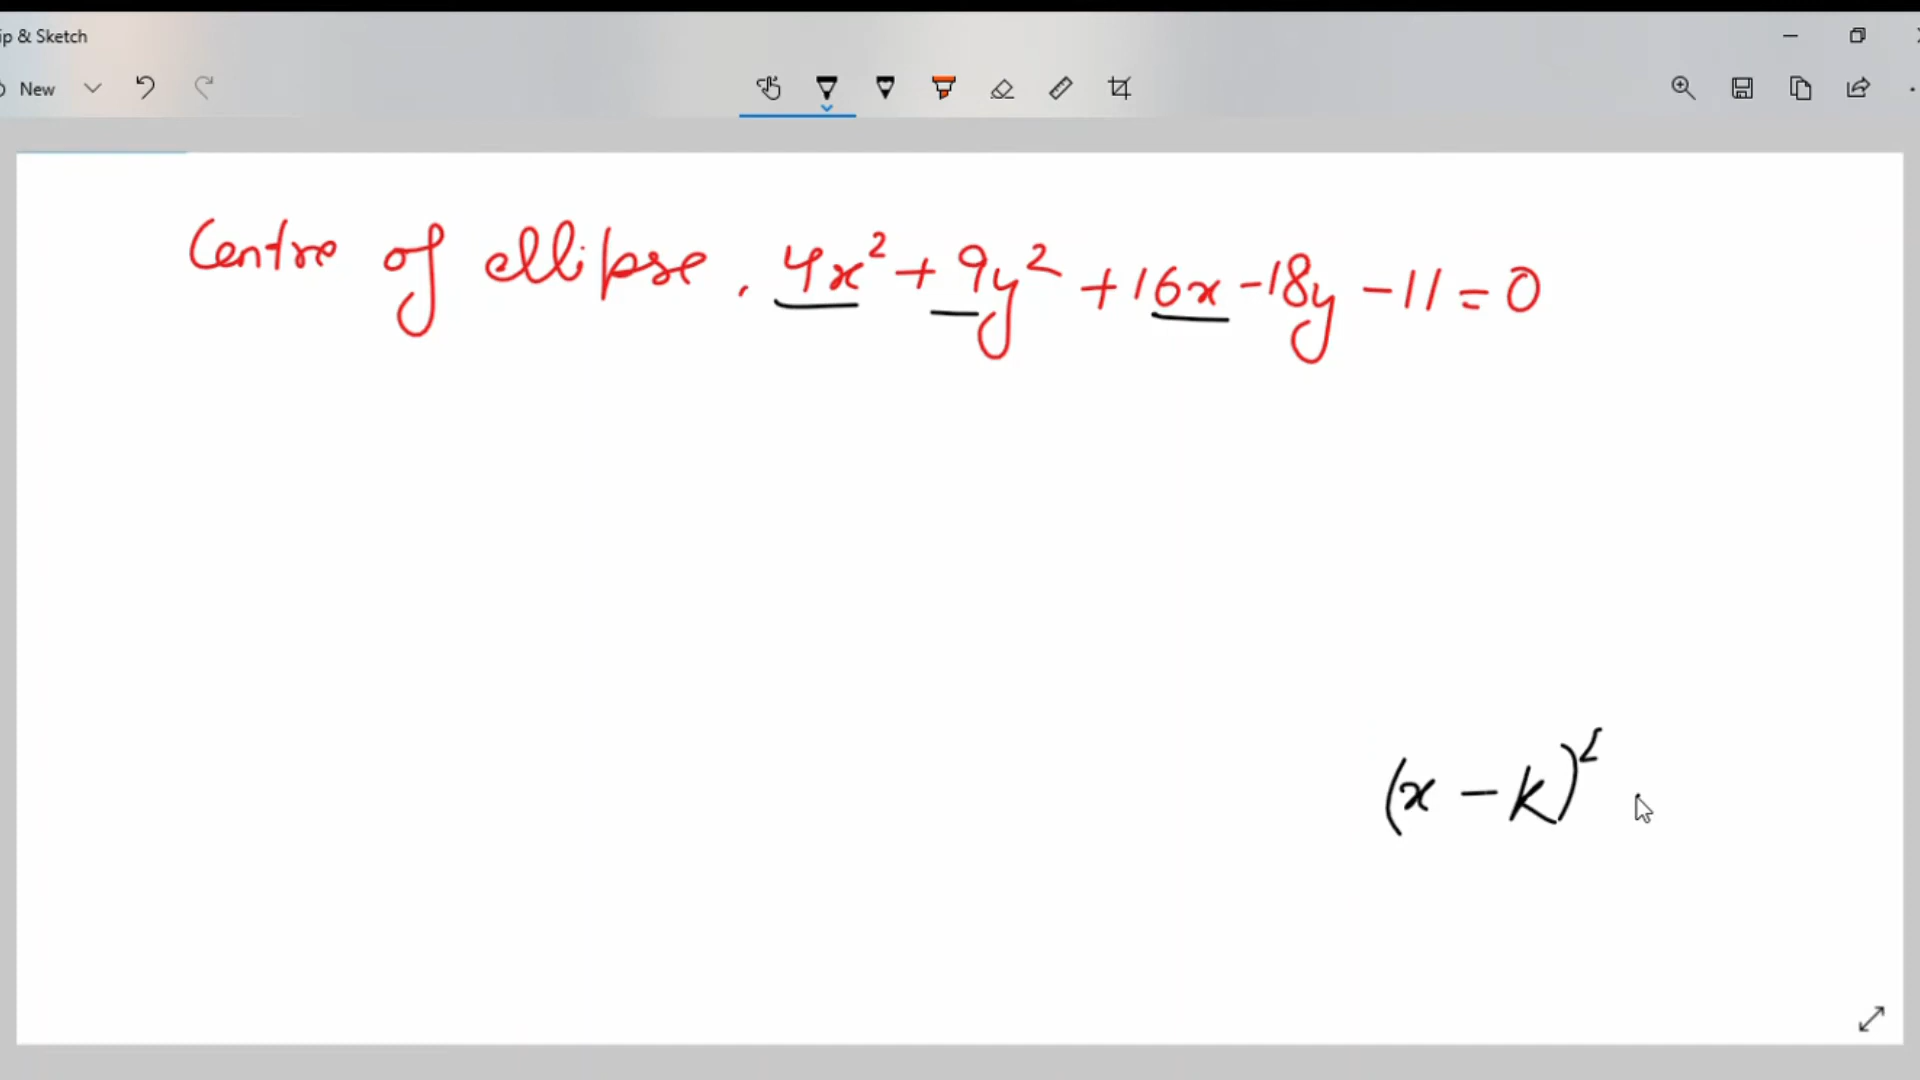 ip & Sketch
New
Centre of ellipse. 4x² + 9y² + 16x - 18y - 11 = 0
(x - k)²